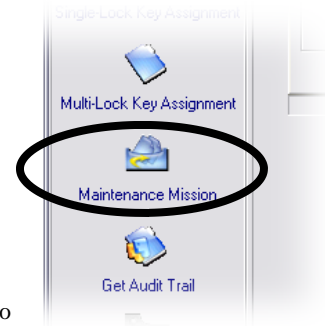 Single-Lock Key Assignment
Multi-Lock Key Assignment
Maintenance Mission
Get Audit Trail
o